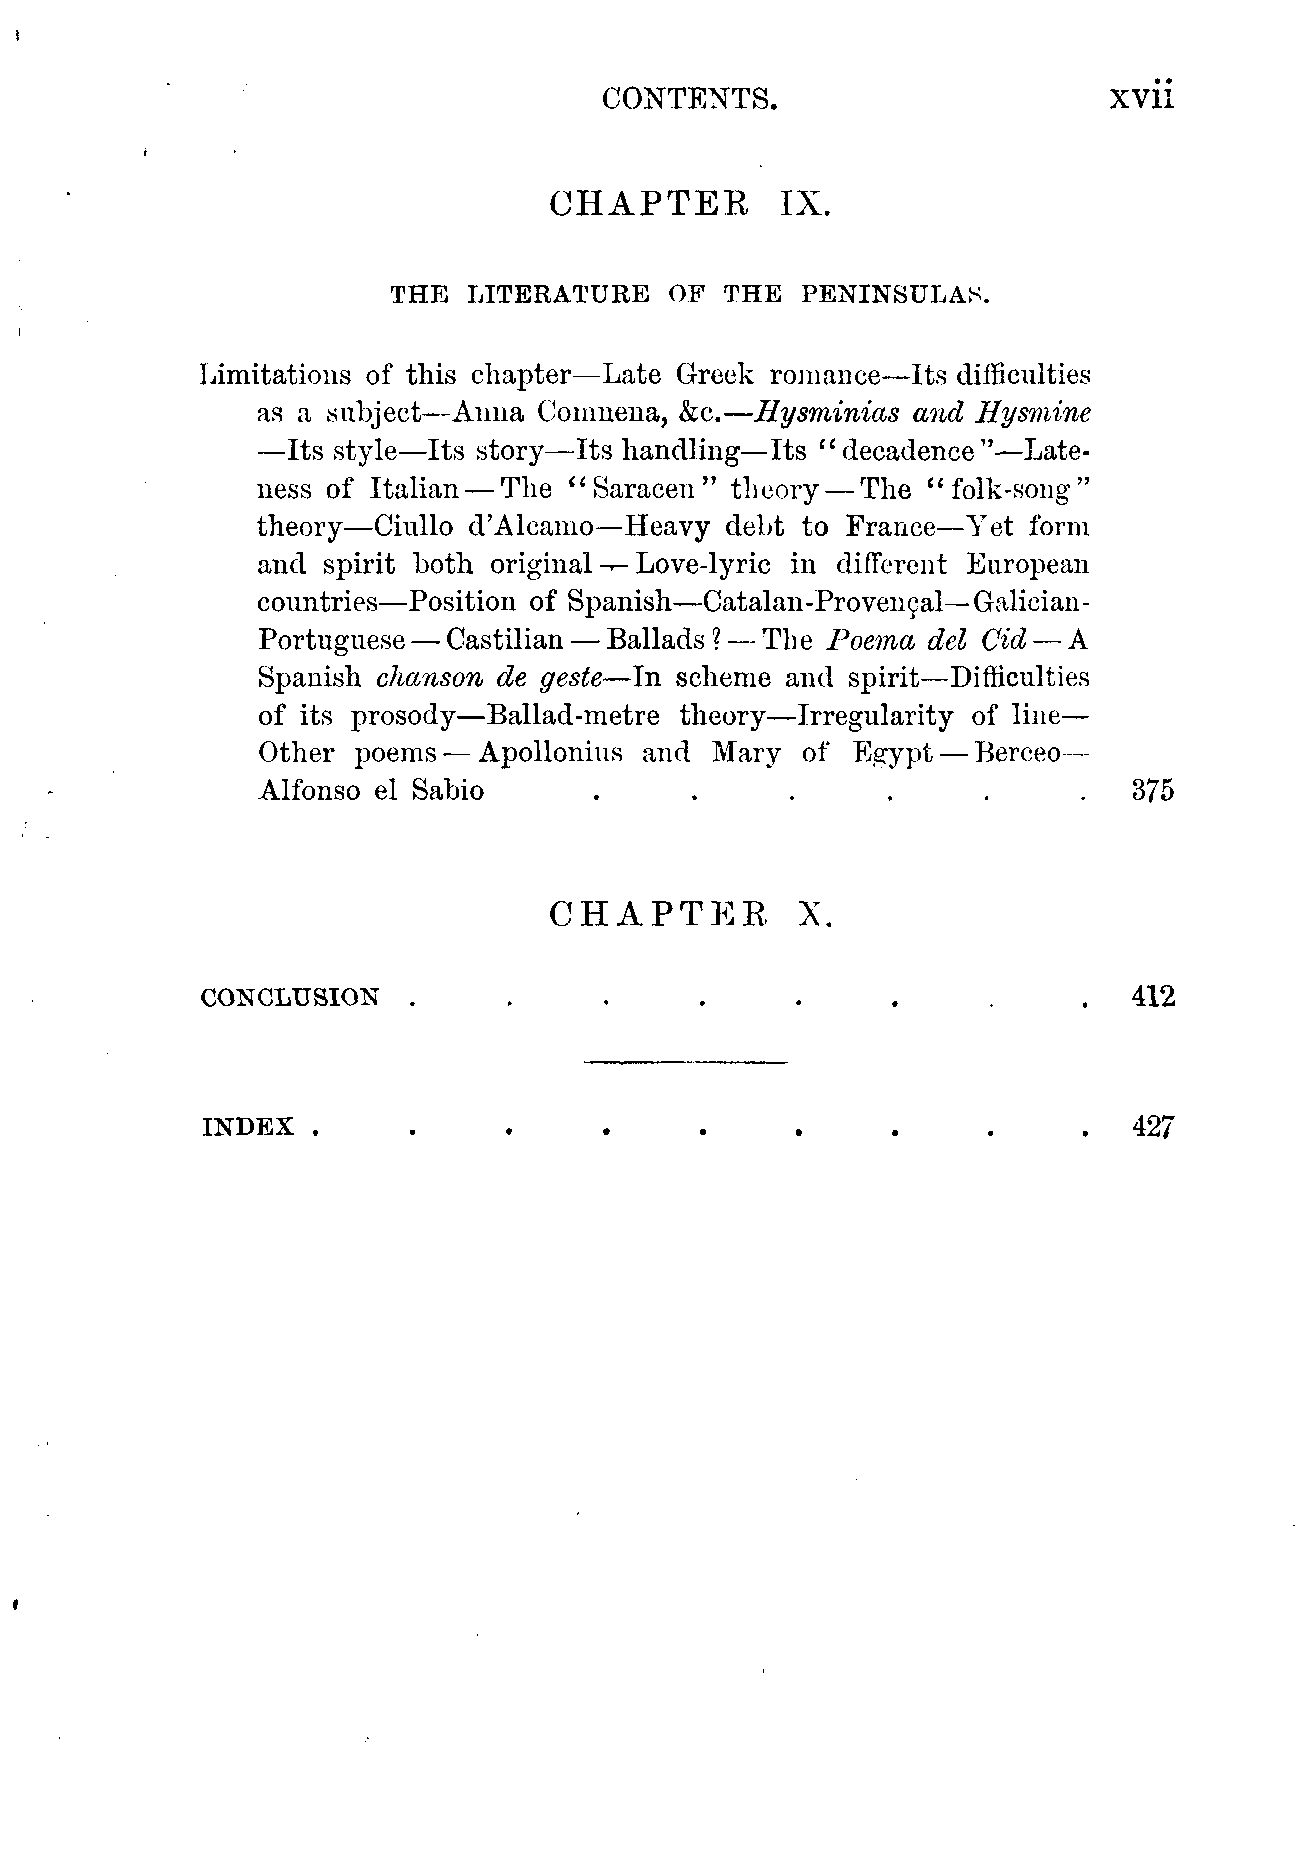 CONTENTS. xvii
CHAPTER IX.
THE LITERATURE OF THE PENINSULAS.
Limitations of this chapter—Late Greek romance—Its difficulties
as a subject—Anna Comnena, &c.—Hysminias and Hysmine
—Its style—Its story—Its handling—Its "decadence"—Late-
ness of Italian—The "Saracen" theory—The "folk-song"
theory—Ciullo d'Alcamo—Heavy debt to France—Yet form
and spirit both original—Love-lyric in different European
countries—Position of Spanish—Catalan-Provençal—Galician-
Portuguese—Castilian—Ballads?—The Poema del Cid—A
Spanish chanson de geste—In scheme and spirit—Difficulties
of its prosody—Ballad-metre theory—Irregularity of line—
Other poems—Apollonius and Mary of Egypt—Berceo—
Alfonso el Sabio . . . . . . 375
CHAPTER X.
CONCLUSION . . . . . . . . 412
INDEX . . . . . . . . . 427